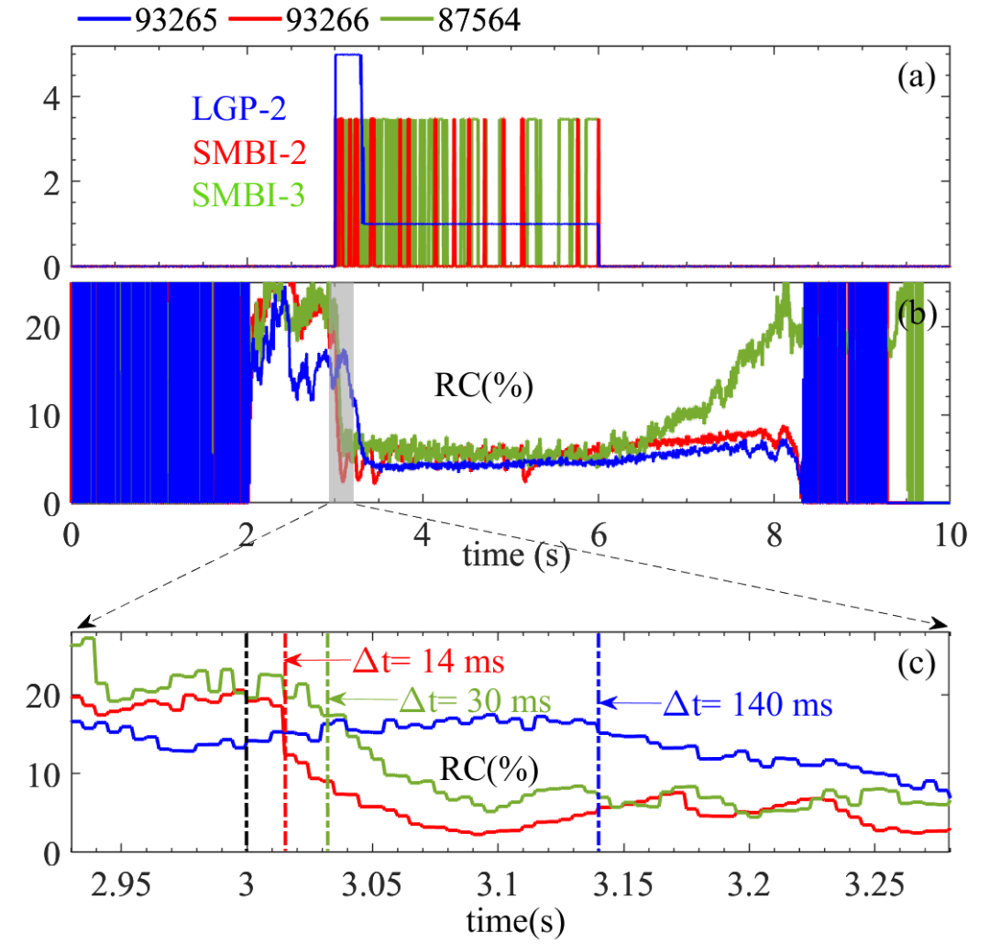 93265 93266 87564
(a)
4
LGP-2
SMBI-2
2
SMBI-3
0
(b)
20
RC(%)
10
0
0 2 4 6 8 10
time (s)
(c)
Δt= 14 ms
20
Δt= 30 ms
Δt= 140 ms
10
RC(%)
0
2.95 3 3.05 3.1 3.15 3.2 3.25
time(s)